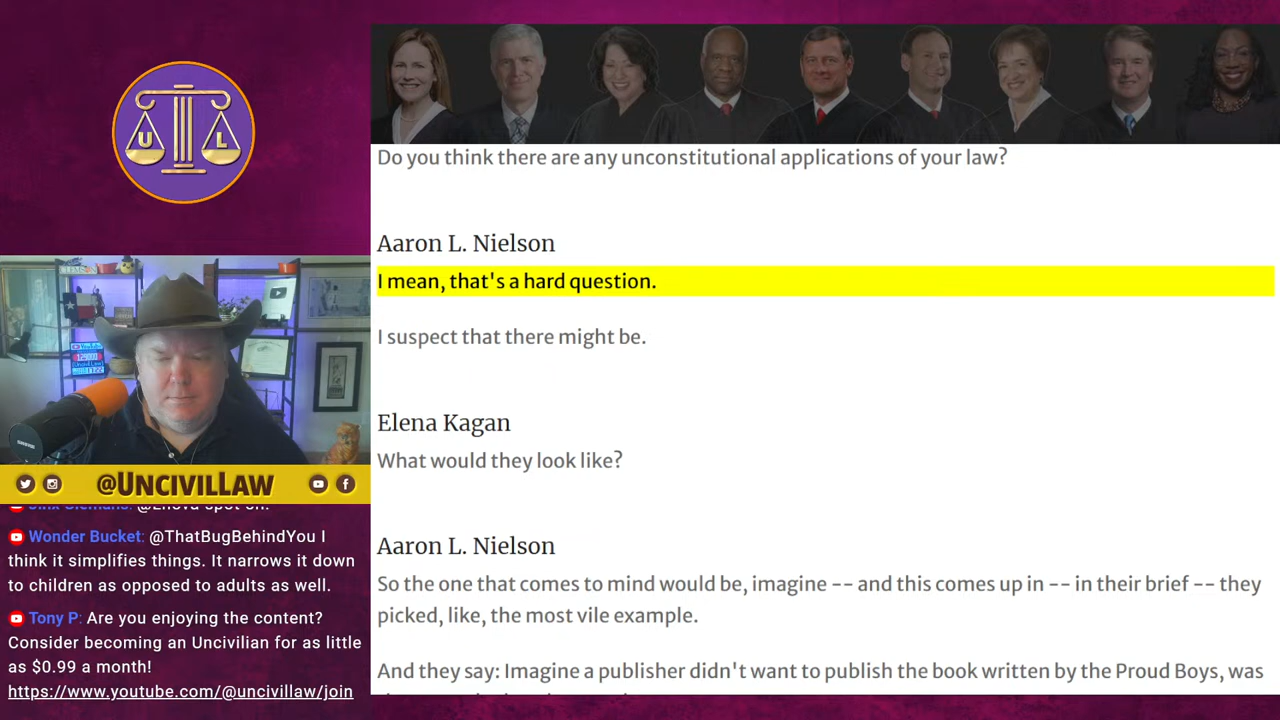 U L
Do you think there are any unconstitutional applications of your law?
Aaron L. Nielson
I mean, that's a hard question.
I suspect that there might be.
Elena Kagan
What would they look like?
Aaron L. Nielson
So the one that comes to mind would be, imagine -- and this comes up in -- in their brief -- they
picked, like, the most vile example.
And they say: Imagine a publisher didn't want to publish the book written by the Proud Boys, was
@UNCIVILLAW
Wonder Bucket: @ThatBugBehindYou I
think it simplifies things. It narrows it down
to children as opposed to adults as well.
Tony P: Are you enjoying the content?
Consider becoming an Uncivilian for as little
as $0.99 a month!
https://www.youtube.com/@uncivillaw/join